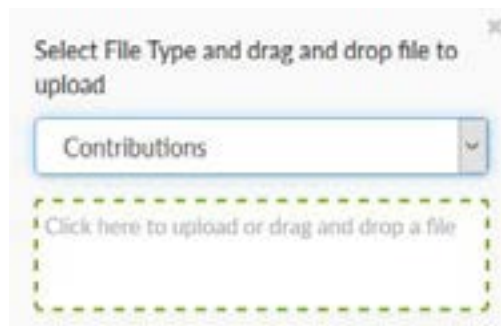 Select File Type and drag and drop file to
upload
Contributions
Click here to upload or drag and drop a file